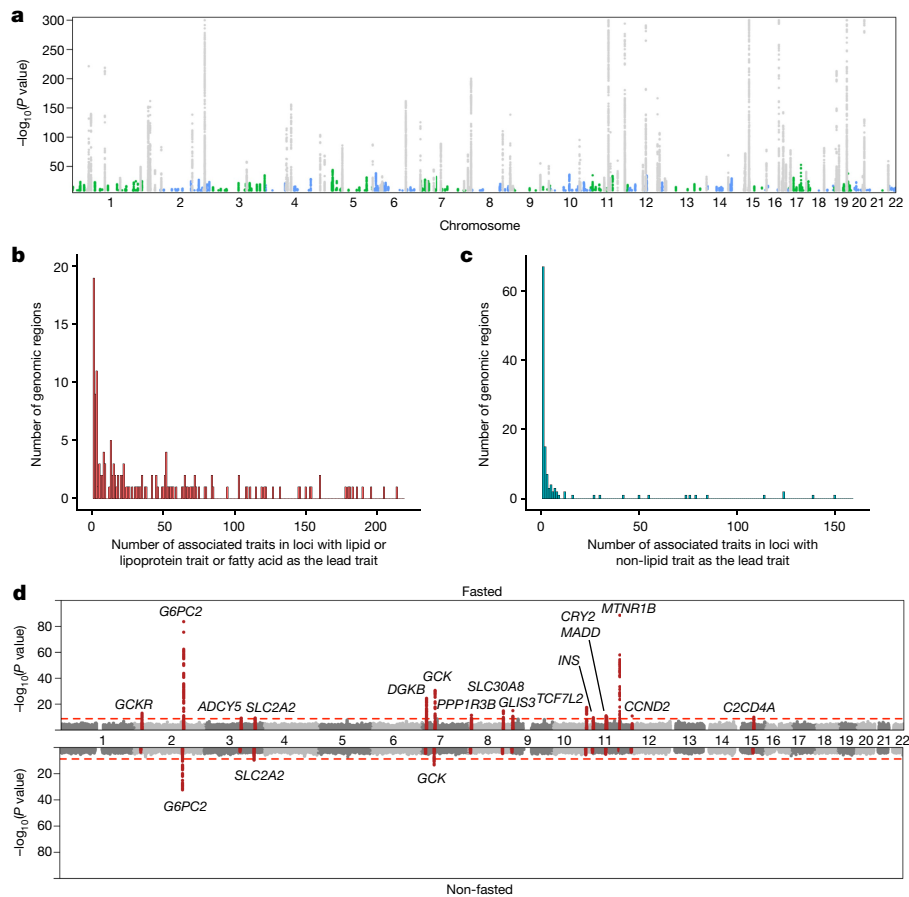 a
300
250
200
150
100
50
–log10(P value)
1 2 3 4 5 6 7 8 9 10 11 12 13 14 15 16 17 18 19 20 21 22
Chromosome
b
20
15
10
5
0
Number of genomic regions
0 50 100 150 200
Number of associated traits in loci with lipid or
lipoprotein trait or fatty acid as the lead trait
c
60
40
20
0
Number of genomic regions
0 50 100 150
Number of associated traits in loci with
non-lipid trait as the lead trait
d
Fasted
80
60
40
20
–log10(P value)
G6PC2
CRY2
MTNR1B
MADD
INS
GCK
SLC30A8
DGKB
TCF7L2
GCKR
ADCY5
SLC2A2
PPP1R3B
GLIS3
CCND2
C2CD4A
1 2 3 4 5 6 7 8 9 10 11 12 13 14 15 16 17 18 19 20 21 22
20
40
60
80
–log10(P value)
SLC2A2
GCK
G6PC2
Non-fasted